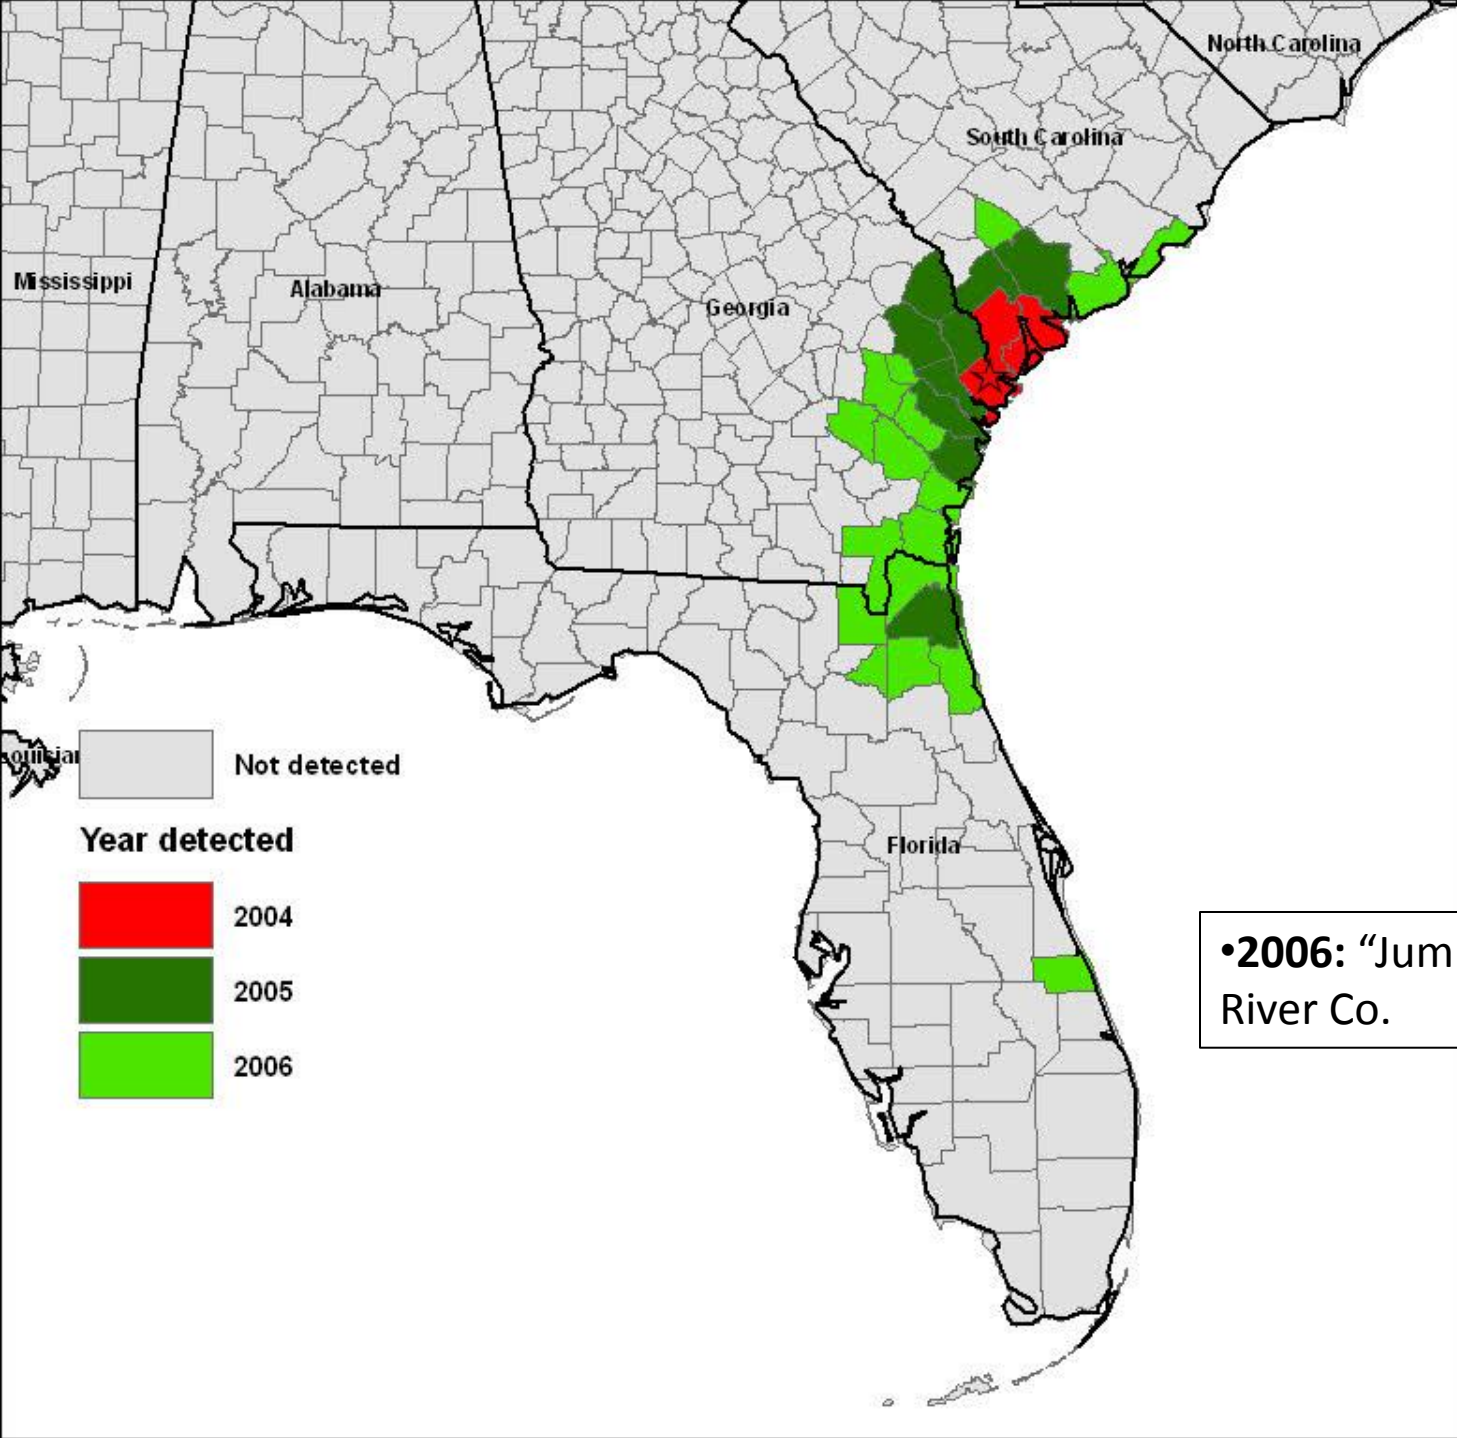 North Carolina
South Carolina
Mississippi
Alabama
Georgia
Not detected
Year detected
2004
2005
2006
Florida
•2006: “Jum
River Co.